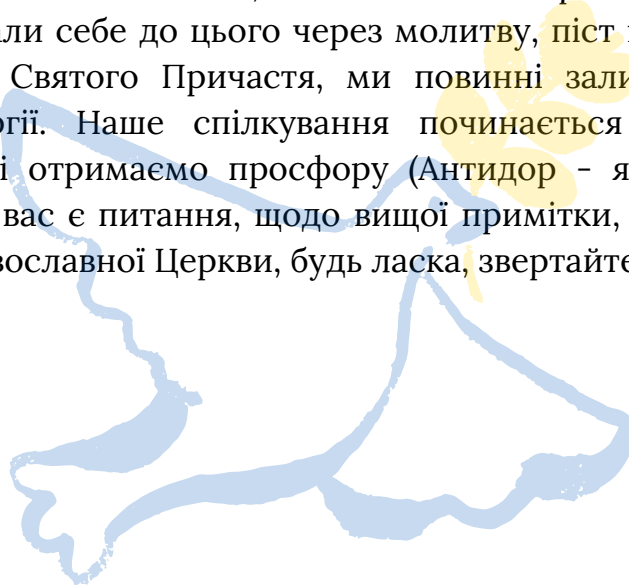 али себе до цього через молитву, піст
Святого Причастя, ми повинні зали
ргії. Наше спілкування починається
і отримаємо просфору (Антидор - я
вас є питання, щодо вищої примітки,
вославної Церкви, будь ласка, звертайте